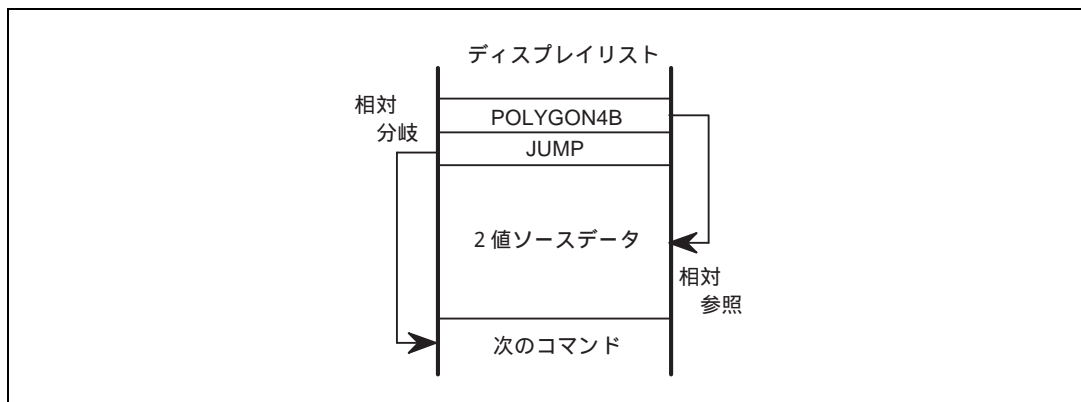 ディスプレイリスト
相対
分岐
POLYGON4B
JUMP
2値ソースデータ
相対
参照
次のコマンド